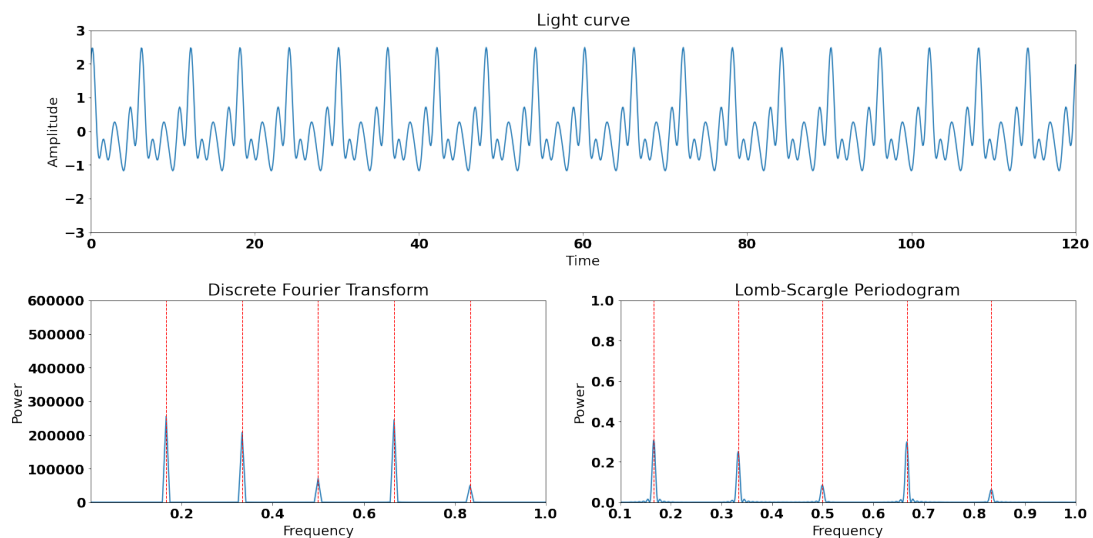 Light curve
3
2
1
0
−1
−2
−3
Amplitude
0 20 40 60 80 100 120
Time
Discrete Fourier Transform
600000
500000
400000
300000
200000
100000
0
Power
0.2 0.4 0.6 0.8 1.0
Frequency
Lomb-Scargle Periodogram
1.0
0.8
0.6
0.4
0.2
0.0
Power
0.1 0.2 0.3 0.4 0.5 0.6 0.7 0.8 0.9 1.0
Frequency